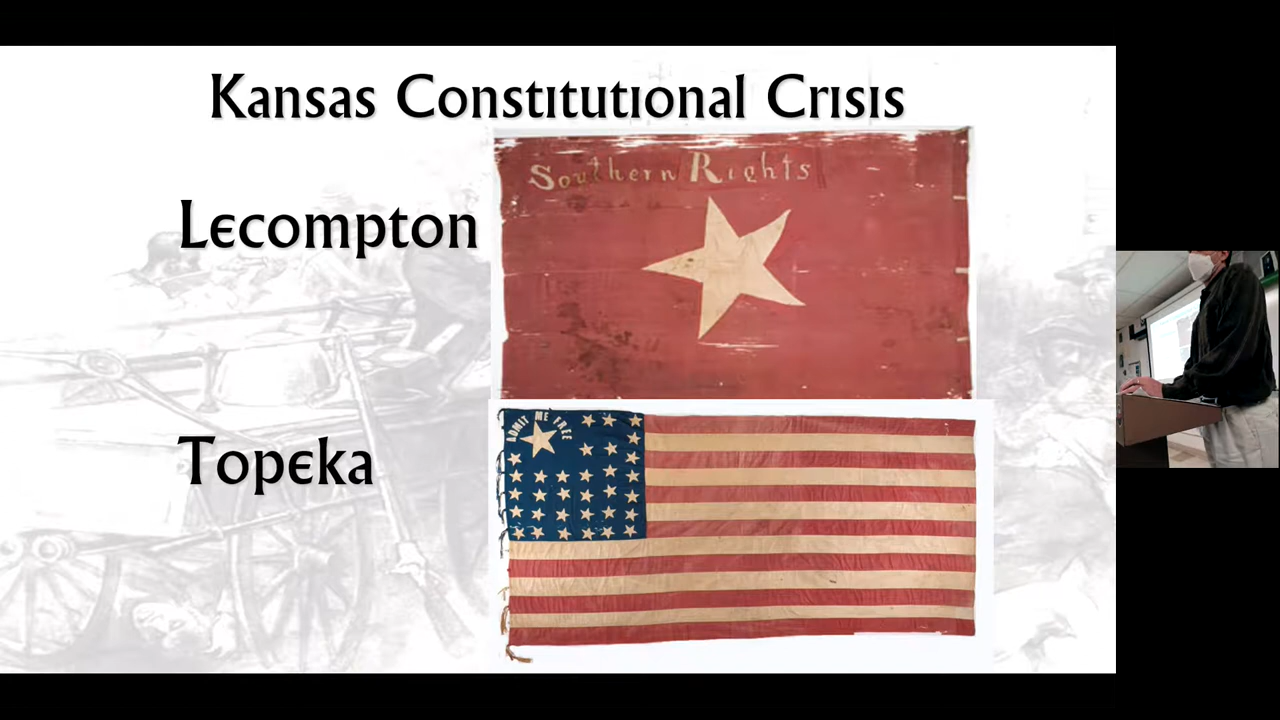 Kansas Constitutional Crisis
Southern Rights
Lecompton
ADMIT ME FREE
Topeka